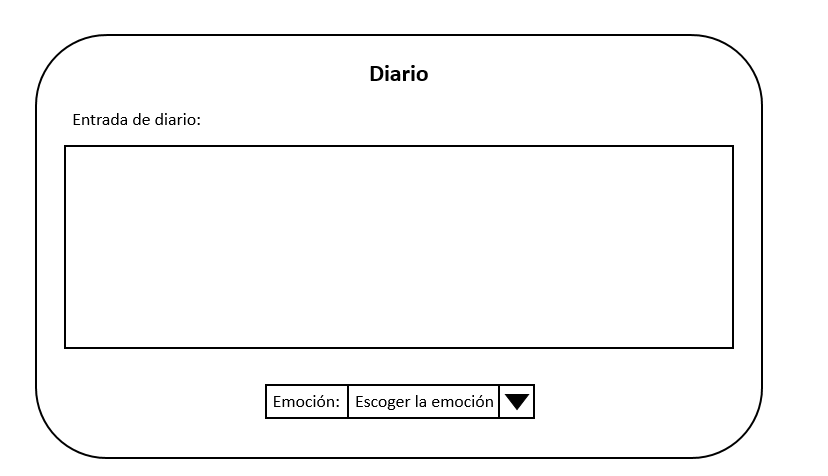 Diario
Entrada de diario:
Emoción: Escoger la emoción